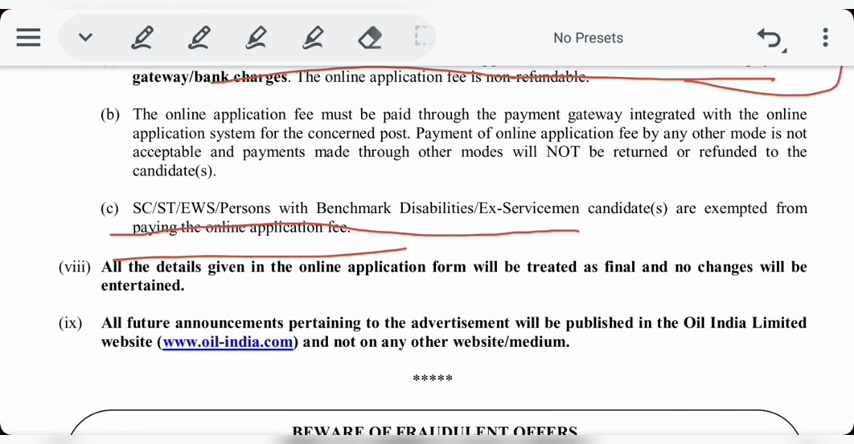 No Presets
gateway/bank charges. The online application fee is non-refundable.
(b) The online application fee must be paid through the payment gateway integrated with the online
application system for the concerned post. Payment of online application fee by any other mode is not
acceptable and payments made through other modes will NOT be returned or refunded to the
candidate(s).
(c) SC/ST/EWS/Persons with Benchmark Disabilities/Ex-Servicemen candidate(s) are exempted from
paying the online application fee.
(viii) All the details given in the online application form will be treated as final and no changes will be
entertained.
(ix) All future announcements pertaining to the advertisement will be published in the Oil India Limited
website (www.oil-india.com) and not on any other website/medium.
*****
BEWARE OF FRAUDULENT OFFERS